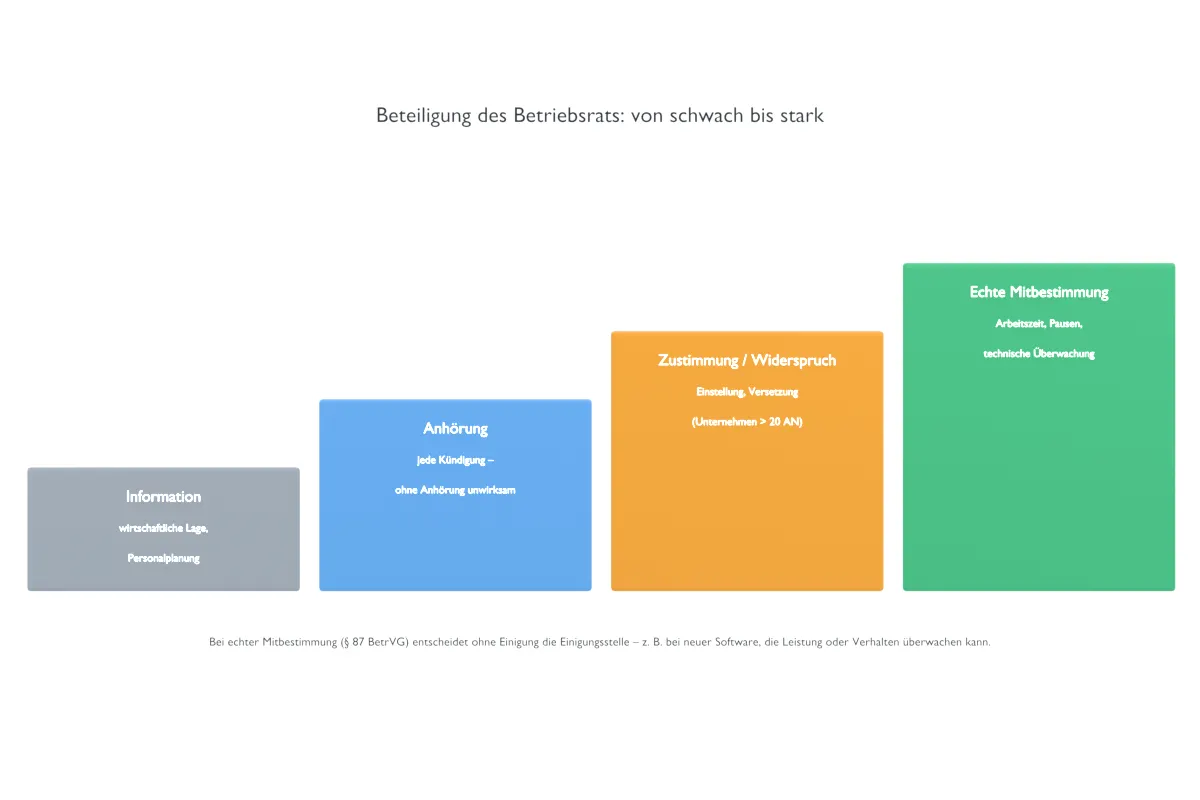 Beteiligung des Betriebsrats: von schwach bis stark
Information
wirtschaftliche Lage,
Personalplanung
Anhörung
jede Kündigung –
ohne Anhörung unwirksam
Zustimmung / Widerspruch
Einstellung, Versetzung
(Unternehmen > 20 AN)
Echte Mitbestimmung
Arbeitszeit, Pausen,
technische Überwachung
Bei echter Mitbestimmung (§ 87 BetrVG) entscheidet ohne Einigung die Einigungsstelle – z. B. bei neuer Software, die Leistung oder Verhalten überwachen kann.